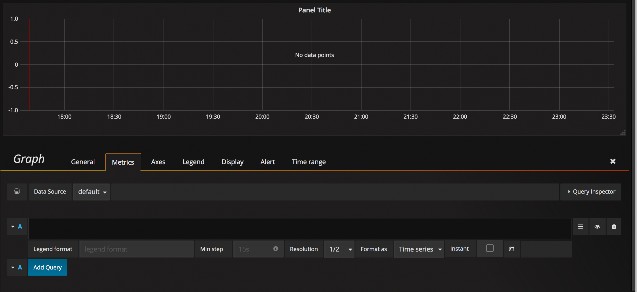 Panel Title
1.0
0.5
0
-0.5
-1.0
No data points
18:00 18:30 19:00 19:30 20:00 20:30 21:00 21:30 22:00 22:30 23:00 23:30
Graph General Metrics Axes Legend Display Alert Time range
Data Source default Query Inspector
A
Legend format legend format Min step Resolution 1/2 Format as Time series Instant
A Add Query